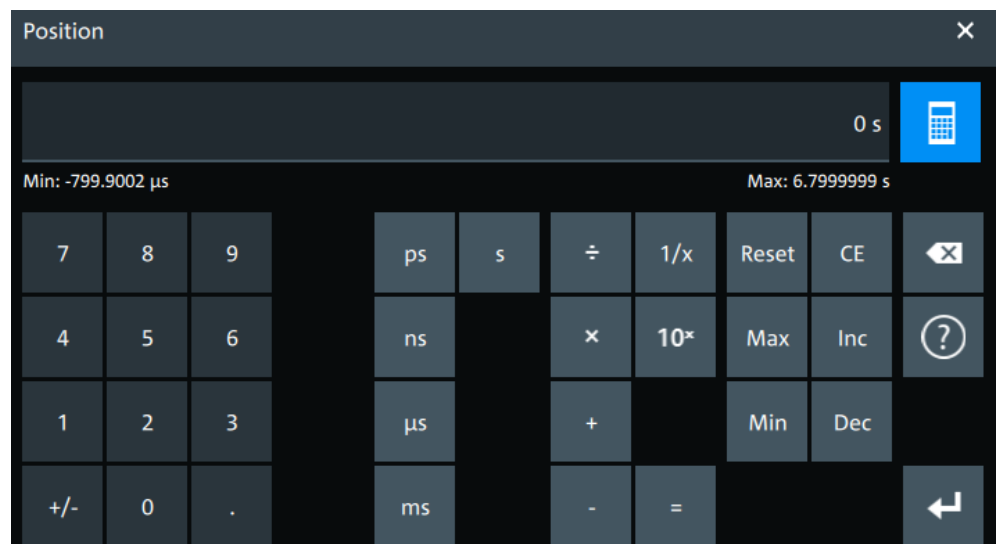 Position ×
0 s
Min: -799.9002 µs Max: 6.7999999 s
7 8 9 ps s ÷ 1/x Reset CE
4 5 6 ns × 10ˣ Max Inc ?
1 2 3 µs + Min Dec
+/- 0 . ms - =